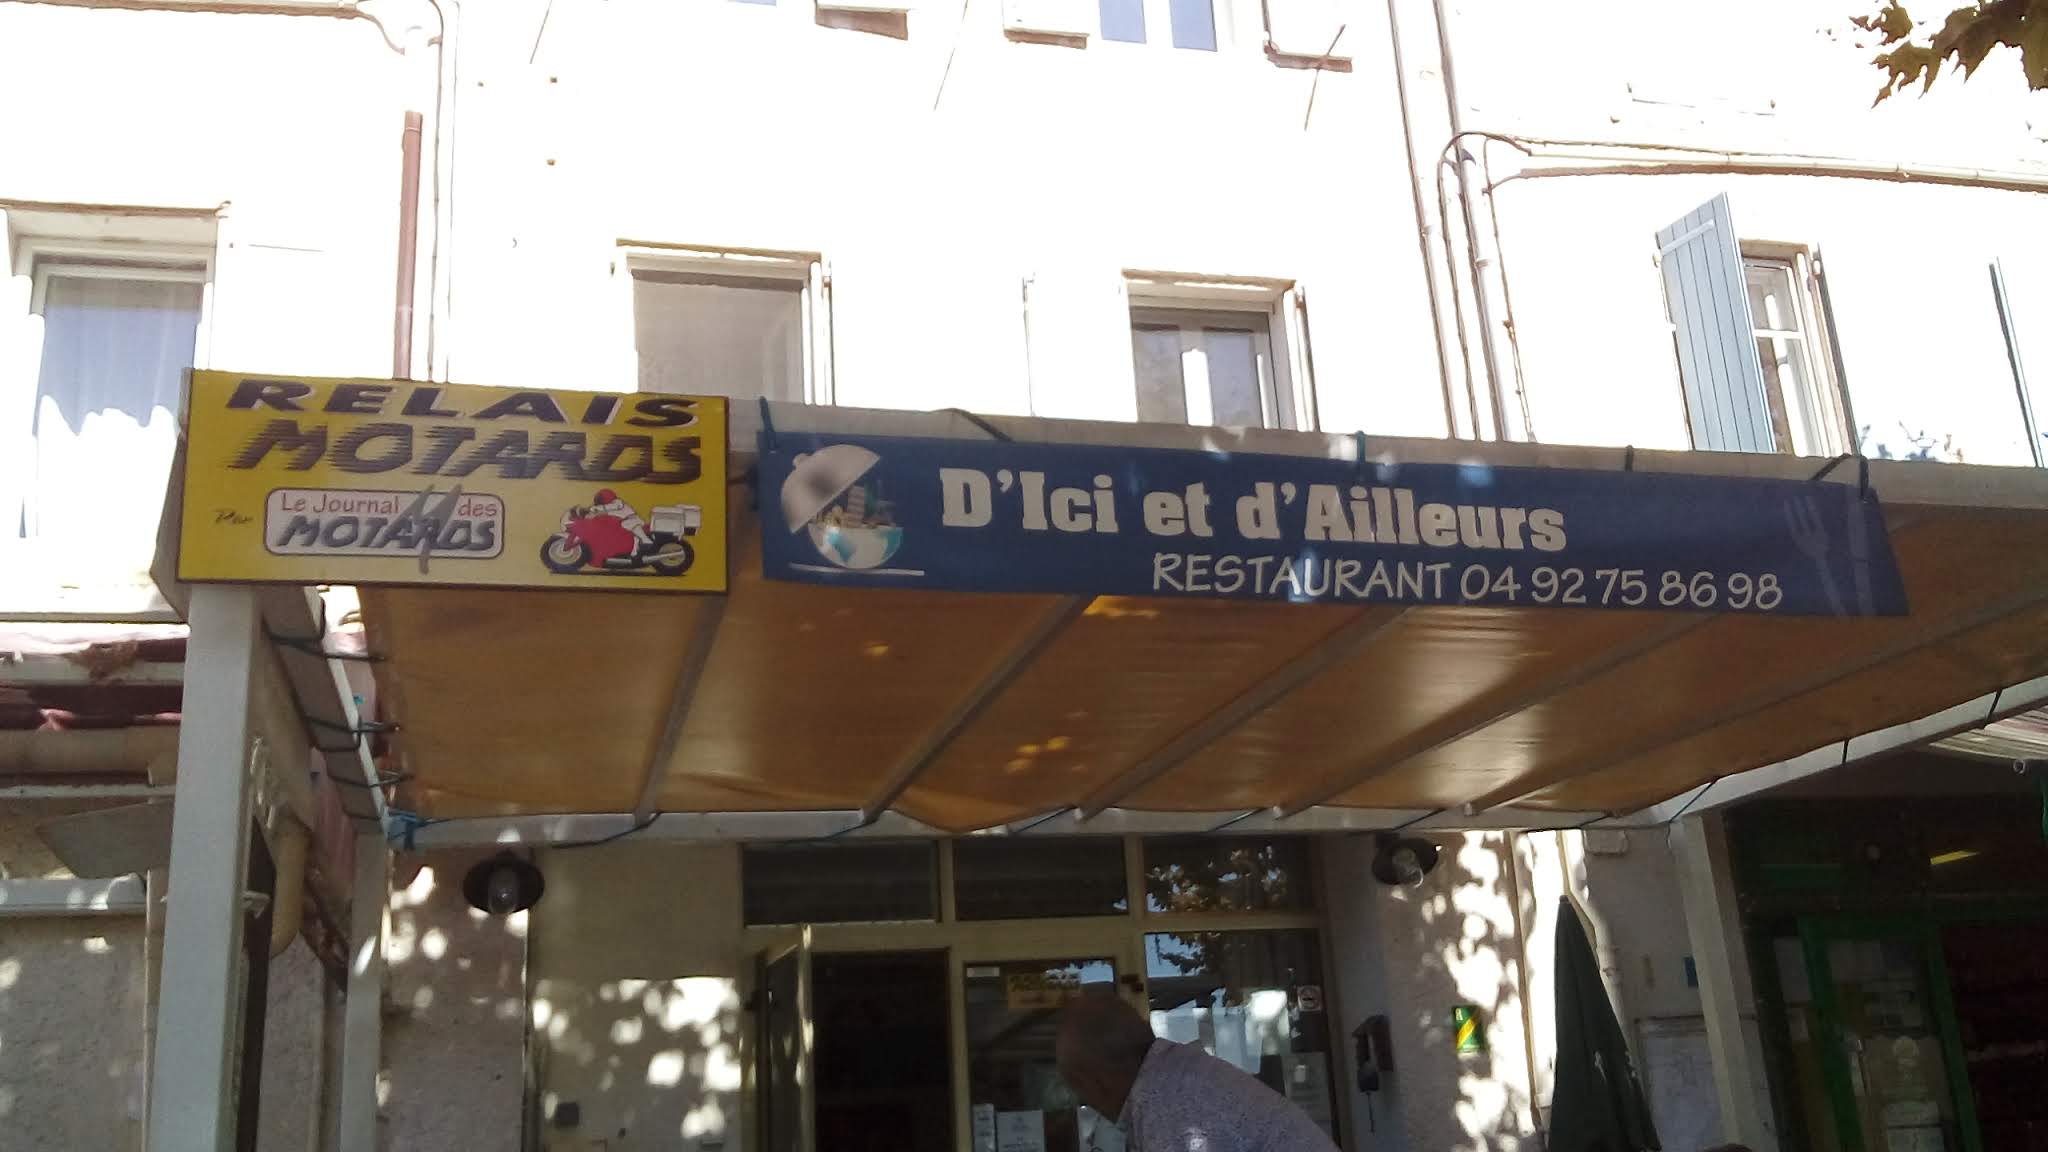 RELAIS
MOTARDS
Par Le Journal des
MOTARDS
D'Ici et d'Ailleurs
RESTAURANT 04 92 75 86 98